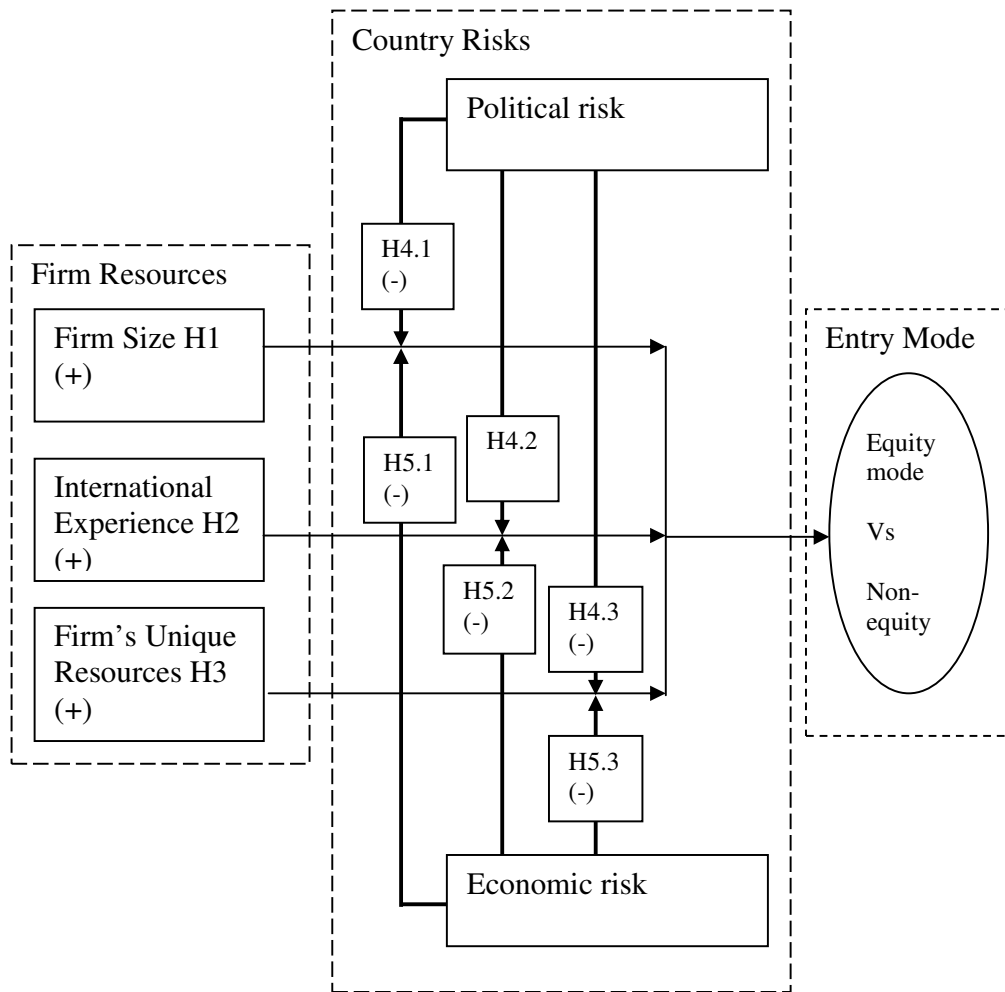 Country Risks
Political risk
H4.1
(-)
Firm Resources
Firm Size H1
(+)
Entry Mode
H5.1
(-)
H4.2
Equity
mode
Vs
Non-
equity
International
Experience H2
(+)
H5.2
(-)
H4.3
(-)
Firm’s Unique
Resources H3
(+)
H5.3
(-)
Economic risk